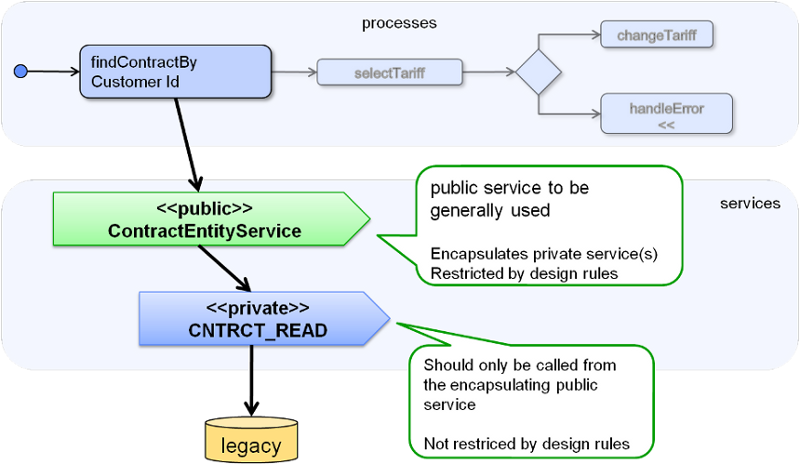 processes
findContractBy
Customer Id
selectTariff
changeTariff
handleError
<<
services
<<public>>
ContractEntityService
public service to be
generally used
Encapsulates private service(s)
Restricted by design rules
<<private>>
CNTRCT_READ
Should only be called from
the encapsulating public
service
Not restriced by design rules
legacy